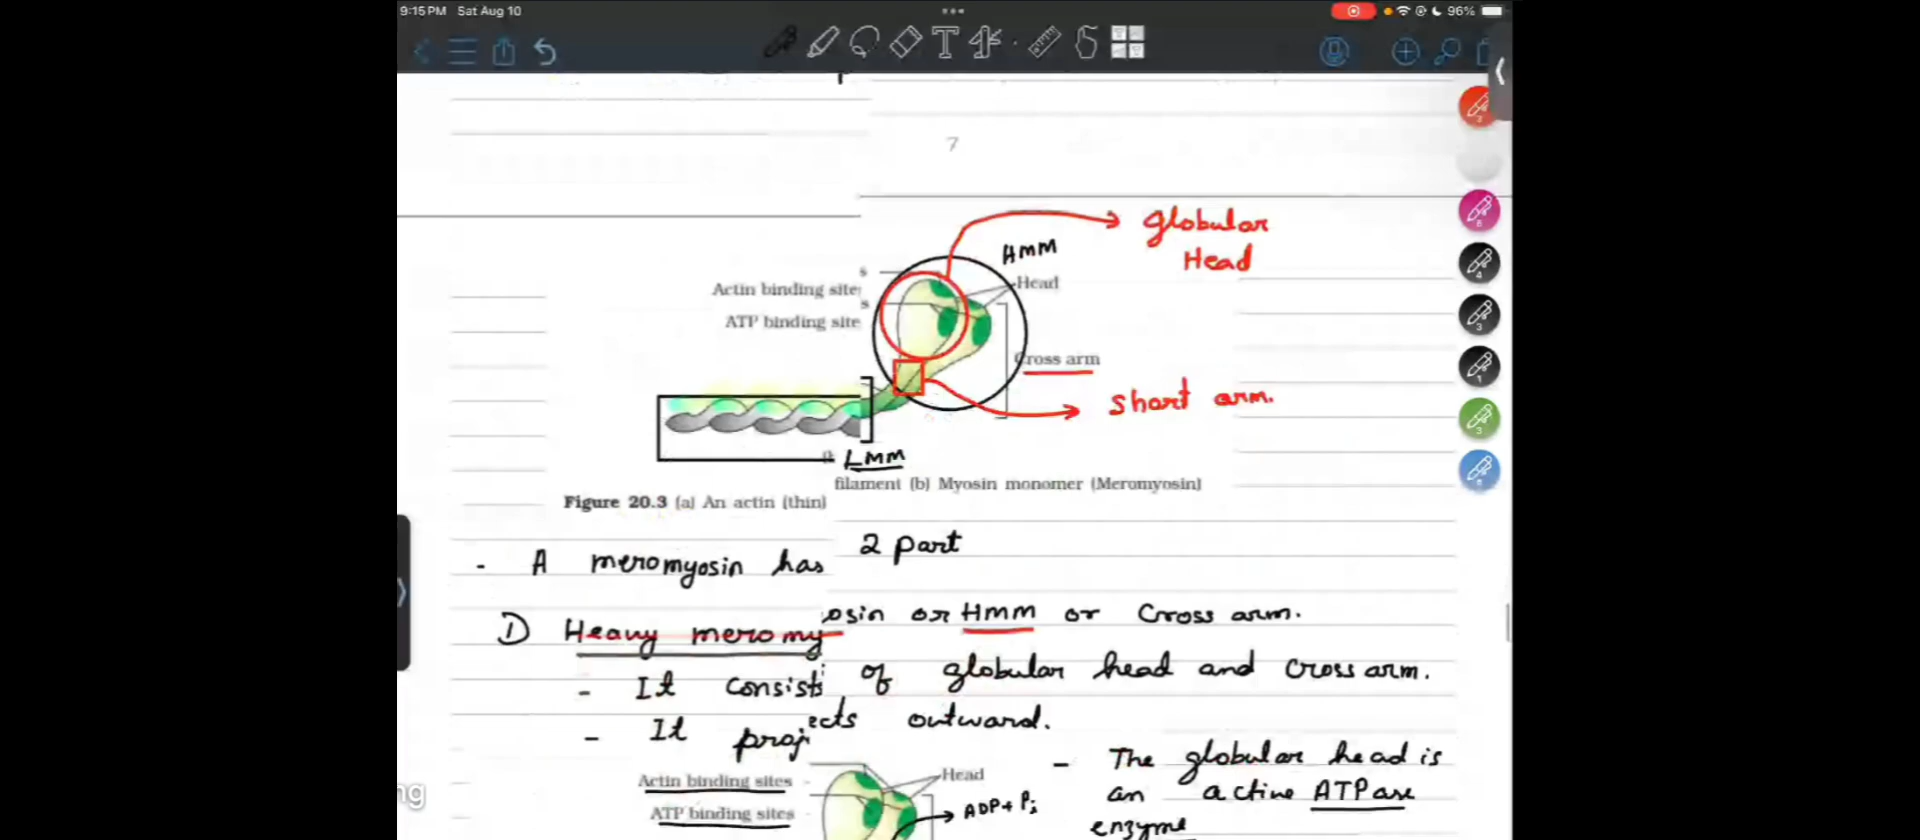 9:15 PM Sat Aug 10
96%
7
Globular
Head
HMM
Actin binding sites
Head
ATP binding site
Cross arm
Short arm.
LMM
filament (b) Myosin monomer (Meromyosin)
Figure 20.3 (a) An actin (thin)
- A meromyosin has 2 part
1) Heavy meromyosin or HMM or Cross arm.
- It consists of globular head and cross arm.
- It projects outward.
Actin binding sites
Head
ATP binding sites
ADP + Pi
- The globular head is
an active ATPase
enzyme